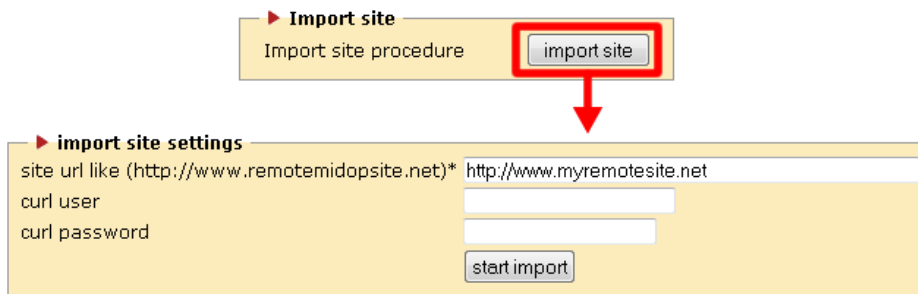 Import site
Import site procedure import site
import site settings
site url like (http://www.remotemidopsite.net)* http://www.myremotesite.net
curl user
curl password
start import